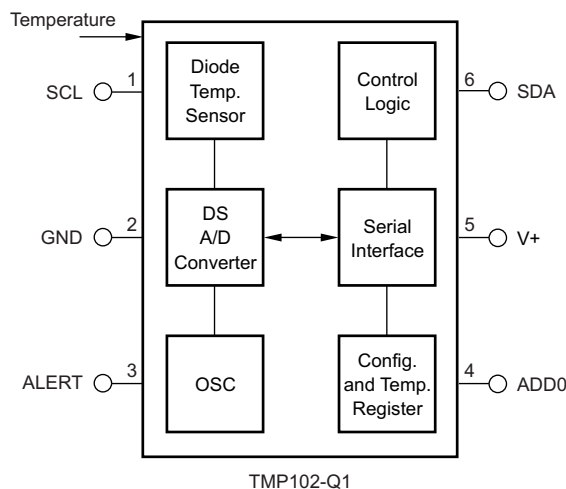 Temperature
SCL
1
Diode
Temp.
Sensor
Control
Logic
6
SDA
GND
2
DS
A/D
Converter
Serial
Interface
5
V+
ALERT
3
OSC
Config.
and Temp.
Register
4
ADD0
TMP102-Q1